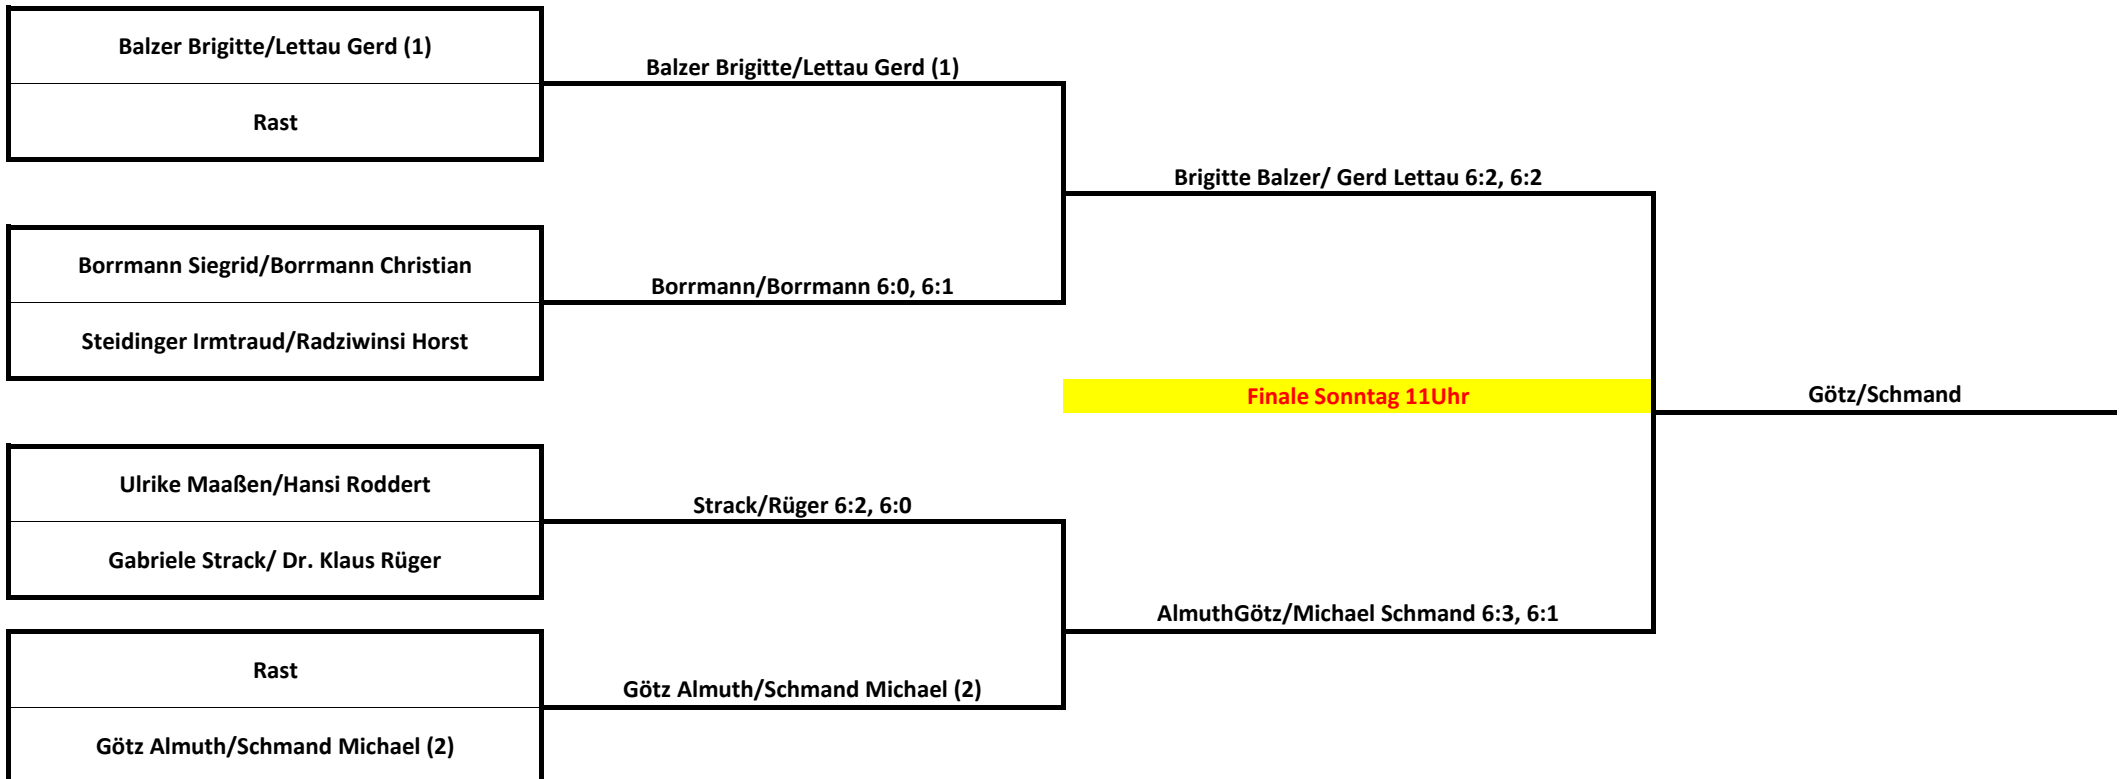 Balzer Brigitte/Lettau Gerd (1)
Rast
Borrmann Siegrid/Borrmann Christian
Steidinger Irmtraud/Radziwinsi Horst
Ulrike Maaßen/Hansi Roddert
Gabriele Strack/ Dr. Klaus Rüger
Rast
Götz Almuth/Schmand Michael (2)
Balzer Brigitte/Lettau Gerd (1)
Borrmann/Borrmann 6:0, 6:1
Strack/Rüger 6:2, 6:0
Götz Almuth/Schmand Michael (2)
Brigitte Balzer/ Gerd Lettau 6:2, 6:2
Finale Sonntag 11Uhr
AlmuthGötz/Michael Schmand 6:3, 6:1
Götz/Schmand